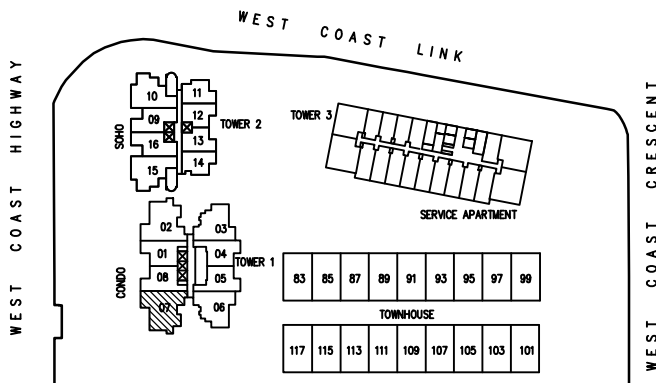 WEST COAST LINK
WEST COAST HIGHWAY
WEST COAST CRESCENT
10
11
09
12
TOWER 2
SOHO
16
13
15
14
TOWER 3
SERVICE APARTMENT
02
03
01
04
TOWER 1
CONDO
08
05
07
06
83 85 87 89 91 93 95 97 99
TOWNHOUSE
117 115 113 111 109 107 105 103 101